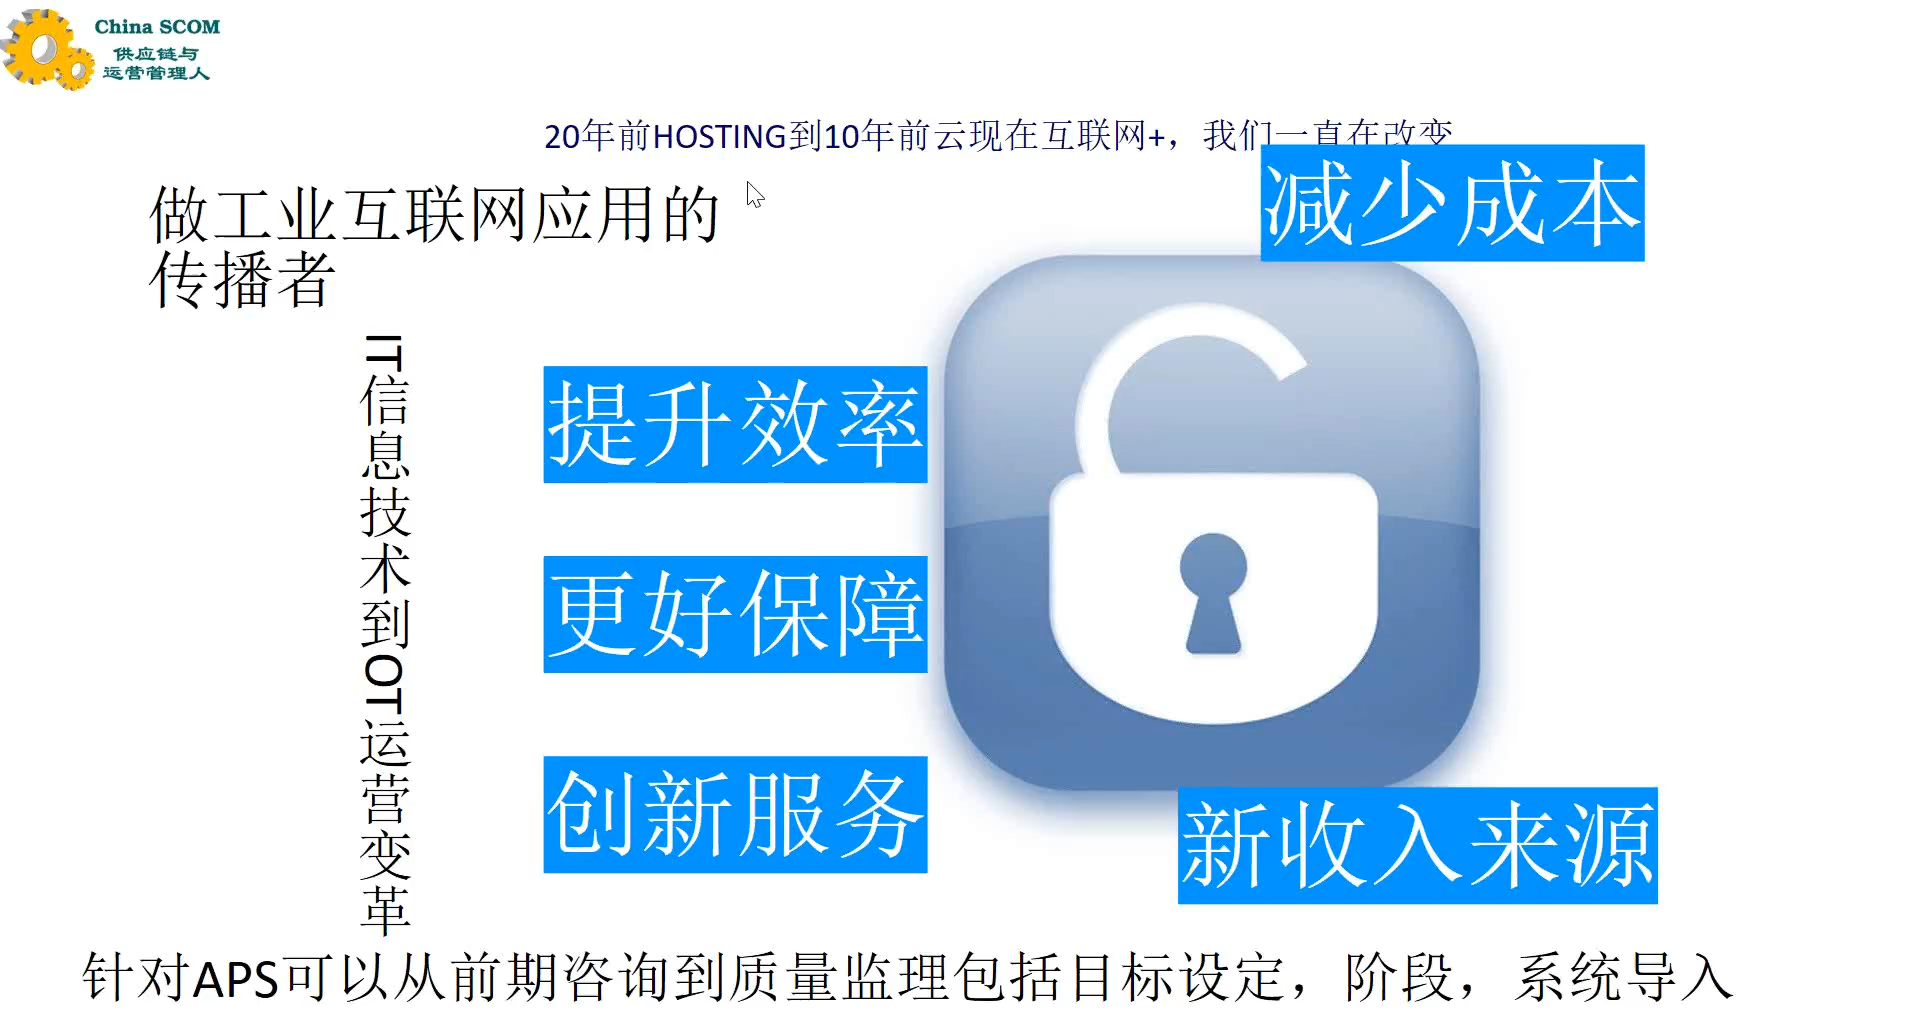 China SCOM
供应链与
运营管理人
20年前HOSTING到10年前云现在互联网+，我们一直在改变
减少成本
做工业互联网应用的
传播者
IT信息技术到OT运营变革
提升效率
更好保障
创新服务
新收入来源
针对APS可以从前期咨询到质量监理包括目标设定，阶段，系统导入